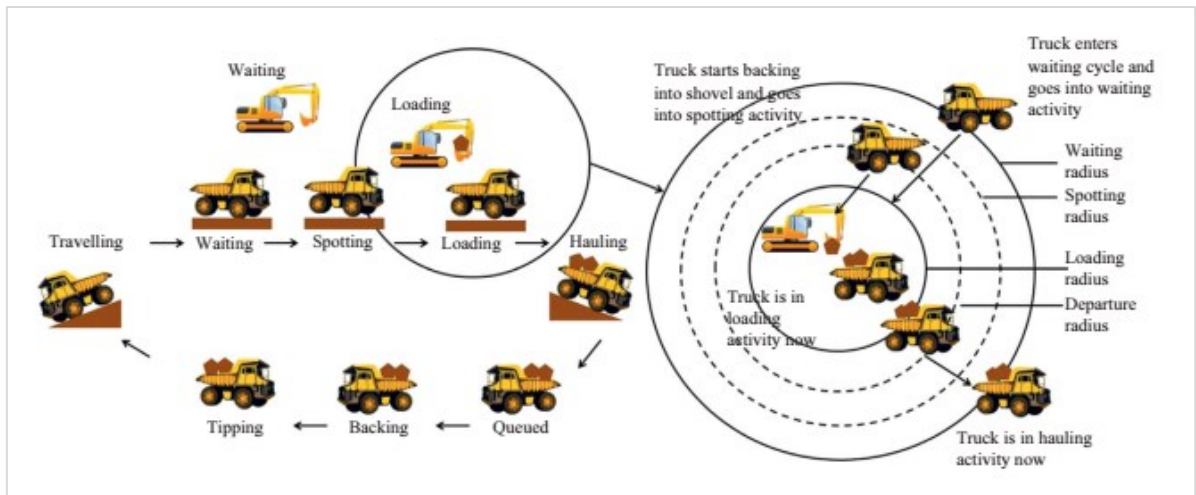 Waiting
Loading
Travelling
Waiting
Spotting
Loading
Hauling
Tipping
Backing
Queued
Truck starts backing
into shovel and goes
into spotting activity
Truck enters
waiting cycle and
goes into waiting
activity
Waiting
radius
Spotting
radius
Loading
radius
Departure
radius
Truck is in
loading
activity now
Truck is in hauling
activity now